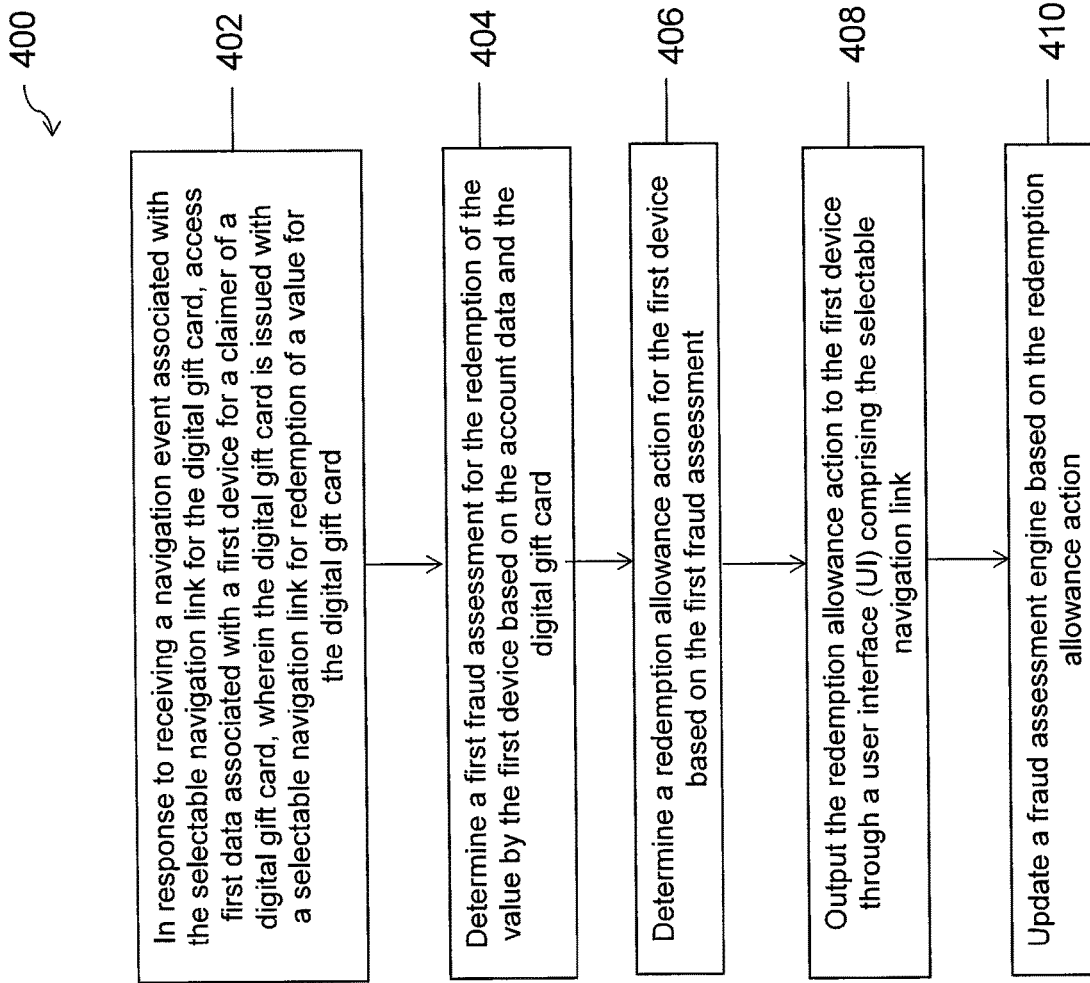 400
In response to receiving a navigation event associated with
the selectable navigation link for the digital gift card, access
first data associated with a first device for a claimer of a
digital gift card, wherein the digital gift card is issued with
a selectable navigation link for redemption of a value for
the digital gift card
402
Determine a first fraud assessment for the redemption of the
value by the first device based on the account data and the
digital gift card
404
Determine a redemption allowance action for the first device
based on the first fraud assessment
406
Output the redemption allowance action to the first device
through a user interface (UI) comprising the selectable
navigation link
408
Update a fraud assessment engine based on the redemption
allowance action
410